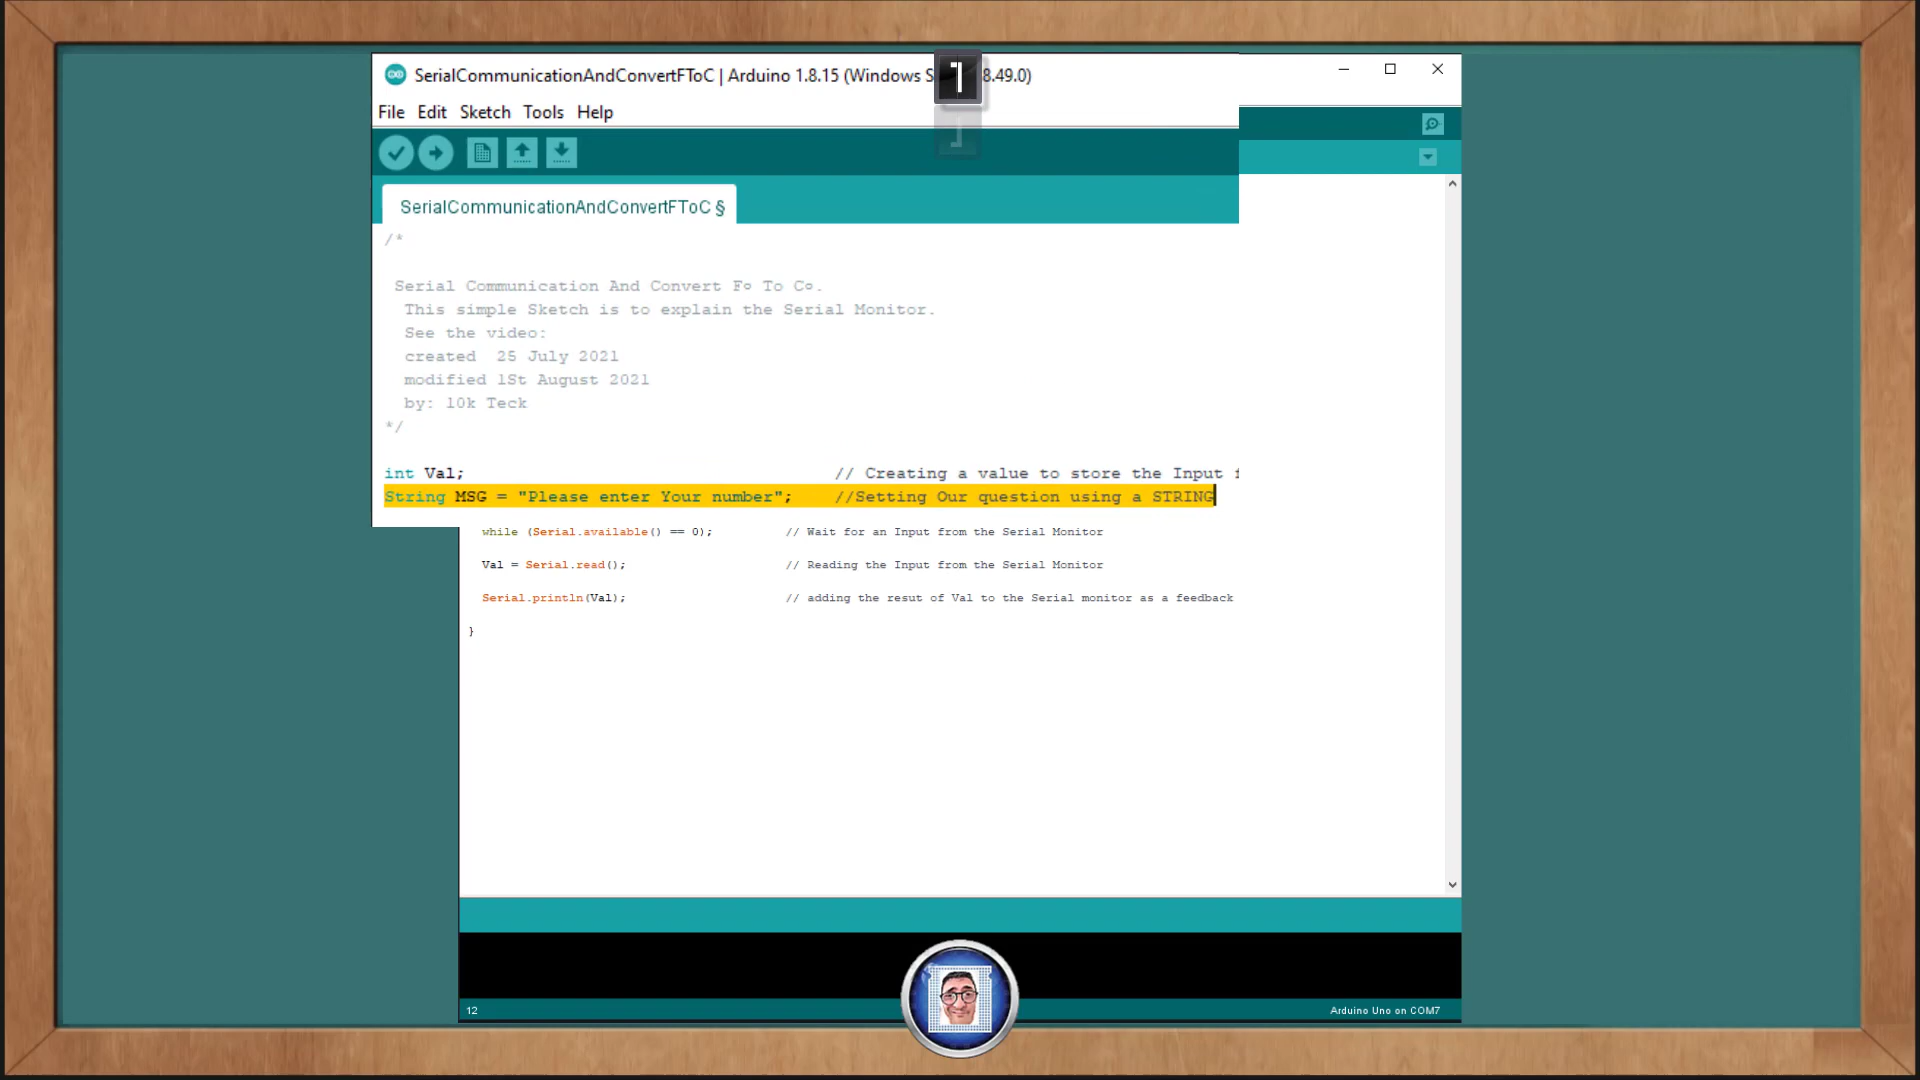 SerialCommunicationAndConvertFToC | Arduino 1.8.15 (Windows S 8.49.0)
1
File Edit Sketch Tools Help
SerialCommunicationAndConvertFToC §
/*
Serial Communication And Convert Fº To Cº.
This simple Sketch is to explain the Serial Monitor.
See the video:
created 25 July 2021
modified 1St August 2021
by: 10k Teck
*/
int Val; // Creating a value to store the Input
String MSG = "Please enter Your number"; //Setting Our question using a STRING
while (Serial.available() == 0); // Wait for an Input from the Serial Monitor
Val = Serial.read(); // Reading the Input from the Serial Monitor
Serial.println(Val); // adding the resut of Val to the Serial monitor as a feedback
}
12
Arduino Uno on COM7